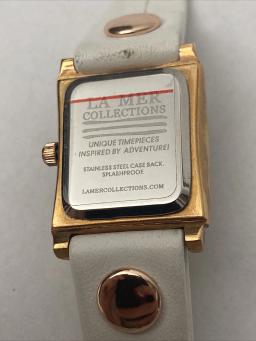 LA MER
COLLECTIONS
UNIQUE TIMEPIECES
INSPIRED BY ADVENTURE!
STAINLESS STEEL CASE BACK.
SPLASHPROOF
LAMERCOLLECTIONS.COM